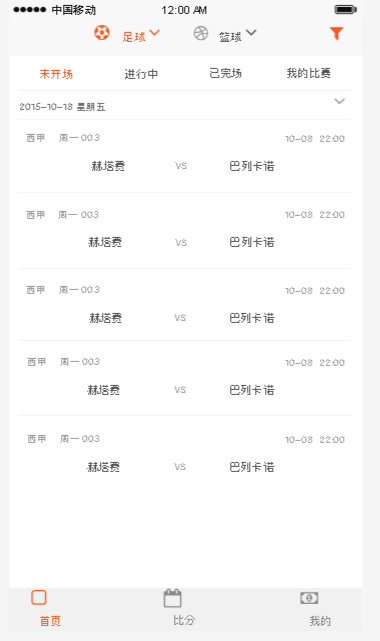 中国移动 12:00 AM
足球 篮球
未开场 进行中 已完场 我的比赛
2015-10-18 星期五
西甲 周一 003 10-08 22:00
赫塔费 VS 巴列卡诺
西甲 周一 003 10-08 22:00
赫塔费 VS 巴列卡诺
西甲 周一 003 10-08 22:00
赫塔费 VS 巴列卡诺
西甲 周一 003 10-08 22:00
赫塔费 VS 巴列卡诺
西甲 周一 003 10-08 22:00
赫塔费 VS 巴列卡诺
首页 比分 我的